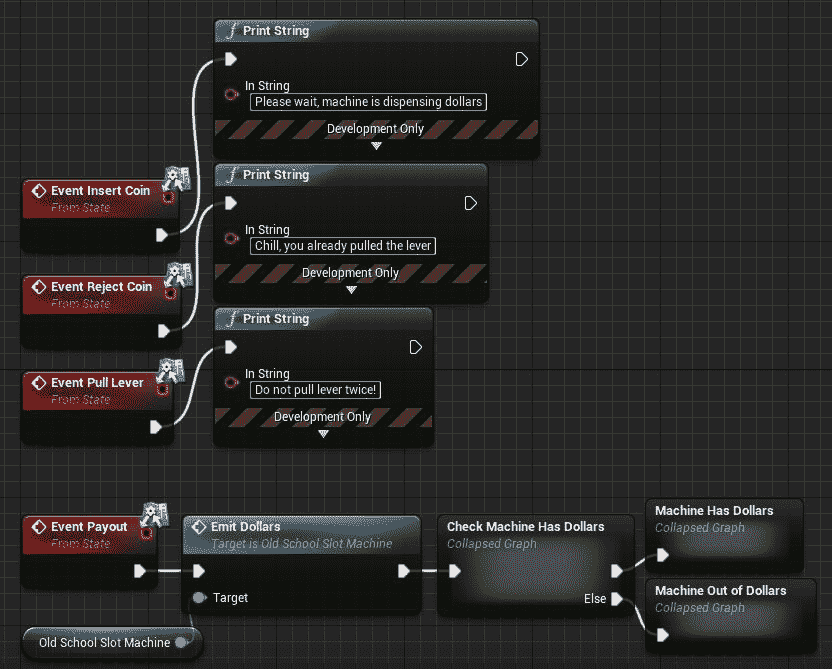 Print String
In String
Please wait, machine is dispensing dollars
Development Only
Event Insert Coin
From State
Print String
In String
Chill, you already pulled the lever
Development Only
Event Reject Coin
From State
Print String
In String
Do not pull lever twice!
Development Only
Event Pull Lever
From State
Event Payout
From State
Emit Dollars
Target is Old School Slot Machine
Target
Old School Slot Machine
Check Machine Has Dollars
Collapsed Graph
Else
Machine Has Dollars
Collapsed Graph
Machine Out of Dollars
Collapsed Graph